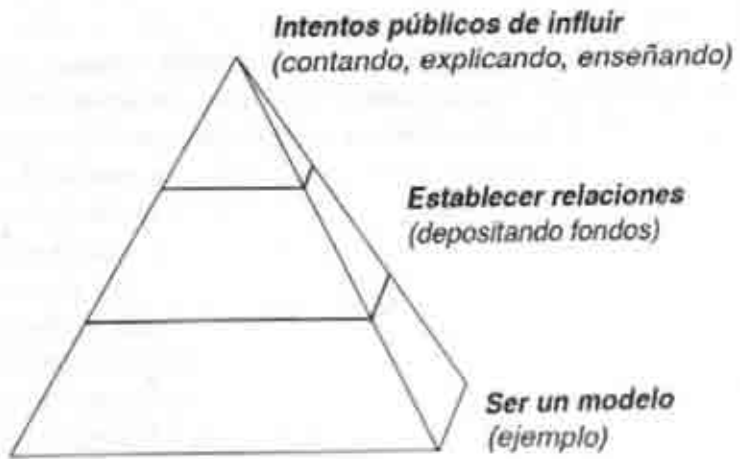 Intentos públicos de influir
(contando, explicando, enseñando)
Establecer relaciones
(depositando fondos)
Ser un modelo
(ejemplo)